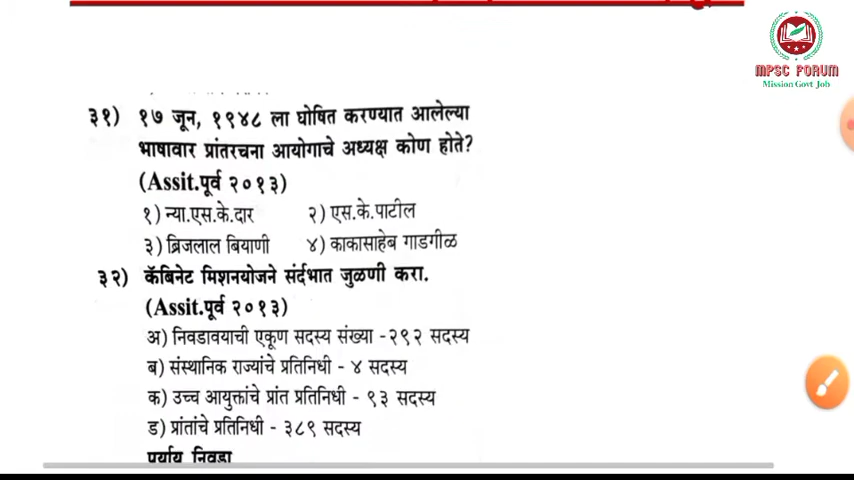 MPSC FORUM
Mission Govt Job
३१) १७ जून, १९४८ ला घोषित करण्यात आलेल्या
भाषावार प्रांतरचना आयोगाचे अध्यक्ष कोण होते?
(Assit.पूर्व २०१३)
१) न्या.एस.के.दार २) एस.के.पाटील
३) ब्रिजलाल बियाणी ४) काकासाहेब गाडगीळ
३२) कॅबिनेट मिशनयोजने संर्दभात जुळणी करा.
(Assit.पूर्व २०१३)
अ) निवडावयाची एकूण सदस्य संख्या -२९२ सदस्य
ब) संस्थानिक राज्यांचे प्रतिनिधी - ४ सदस्य
क) उच्च आयुक्तांचे प्रांत प्रतिनिधी - ९३ सदस्य
ड) प्रांतांचे प्रतिनिधी - ३८९ सदस्य
पर्याय निवडा